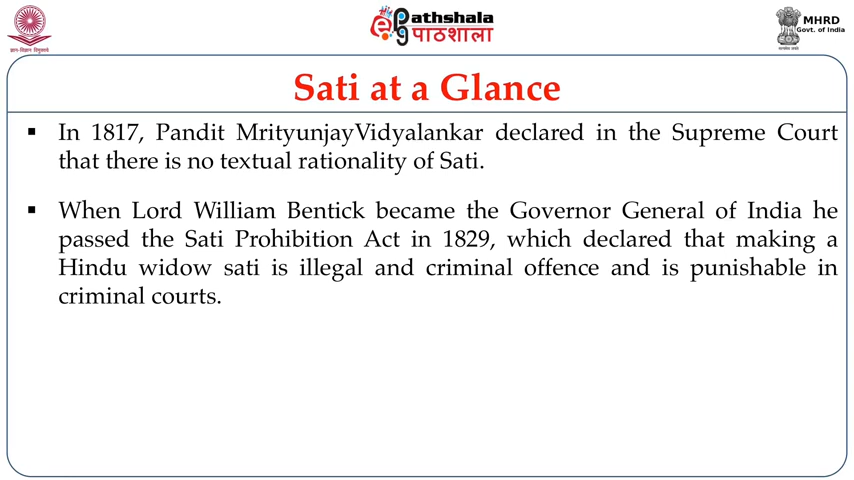 ePathshala
पाठशाला
MHRD
Govt. of India
Sati at a Glance
▪ In 1817, Pandit MrityunjayVidyalankar declared in the Supreme Court
that there is no textual rationality of Sati.
▪ When Lord William Bentick became the Governor General of India he
passed the Sati Prohibition Act in 1829, which declared that making a
Hindu widow sati is illegal and criminal offence and is punishable in
criminal courts.